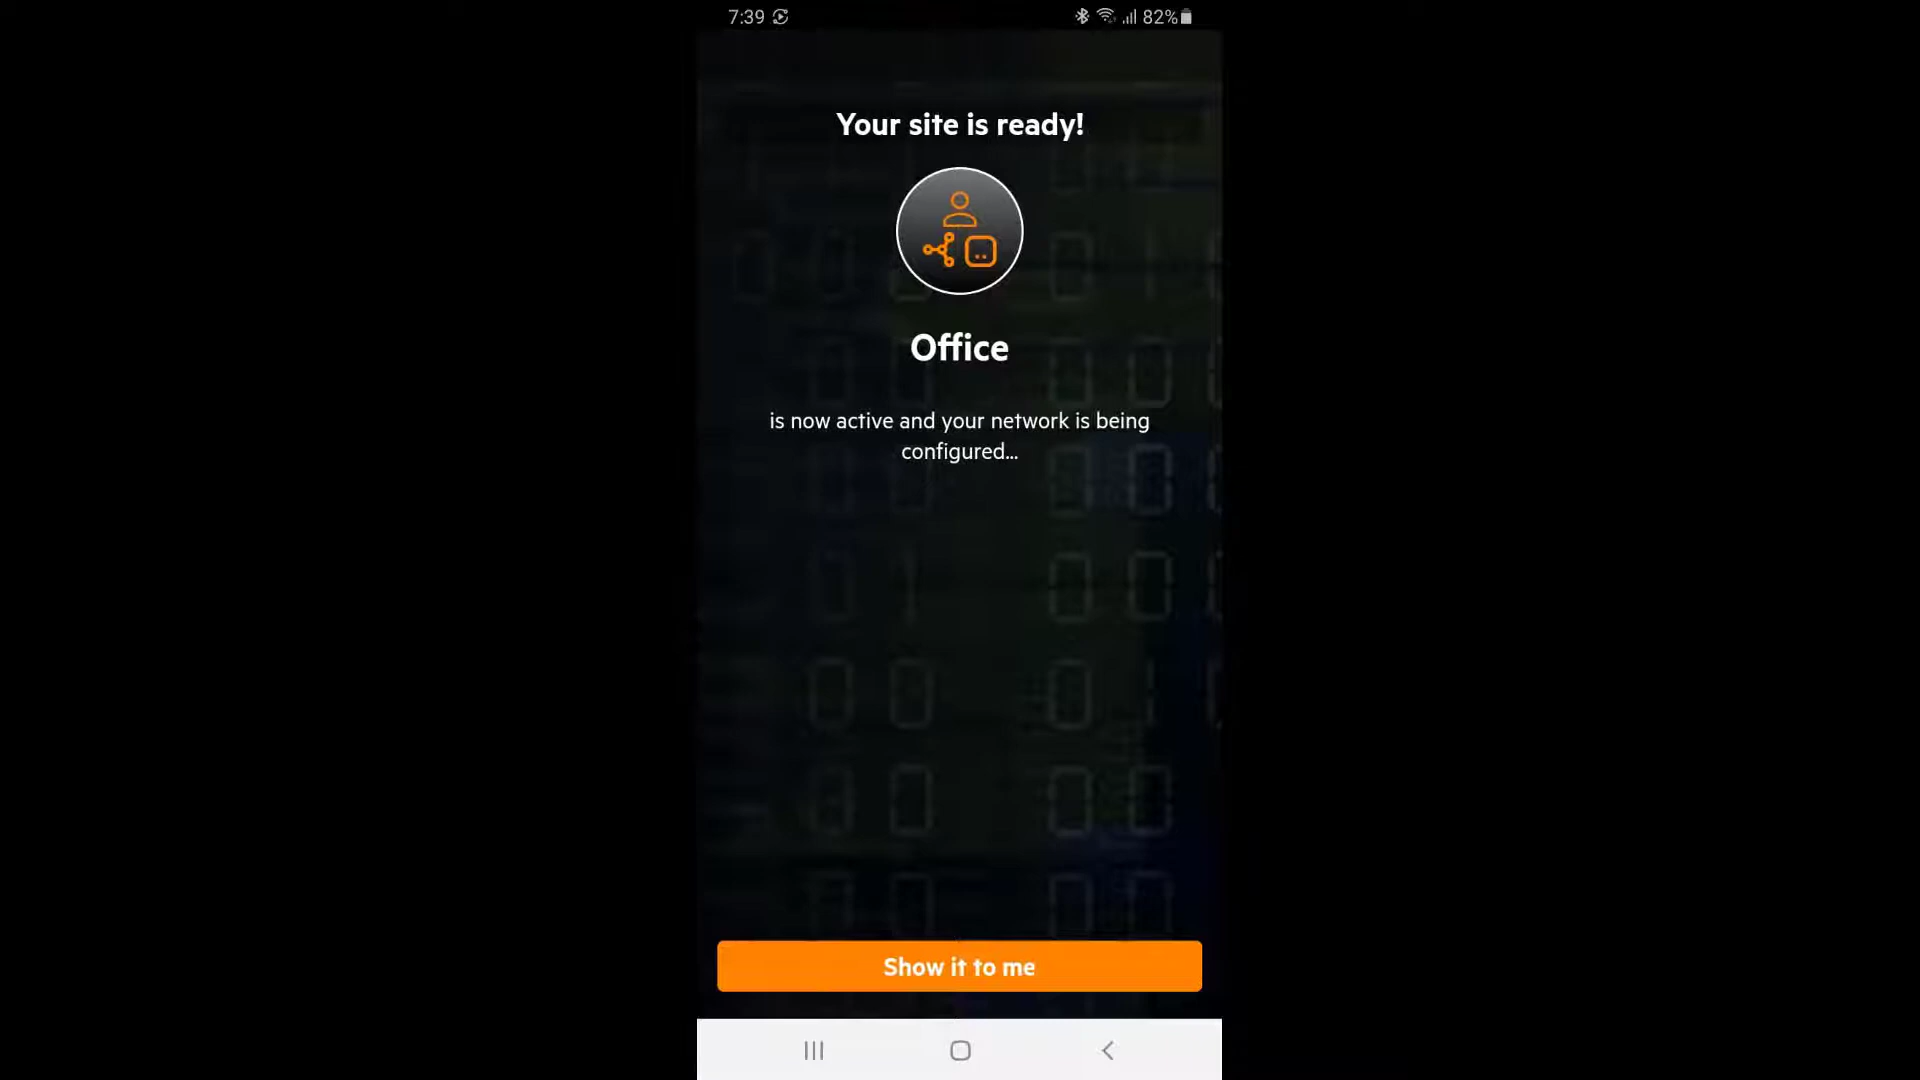 7:39 82%
Your site is ready!
Office
is now active and your network is being
configured...
Show it to me